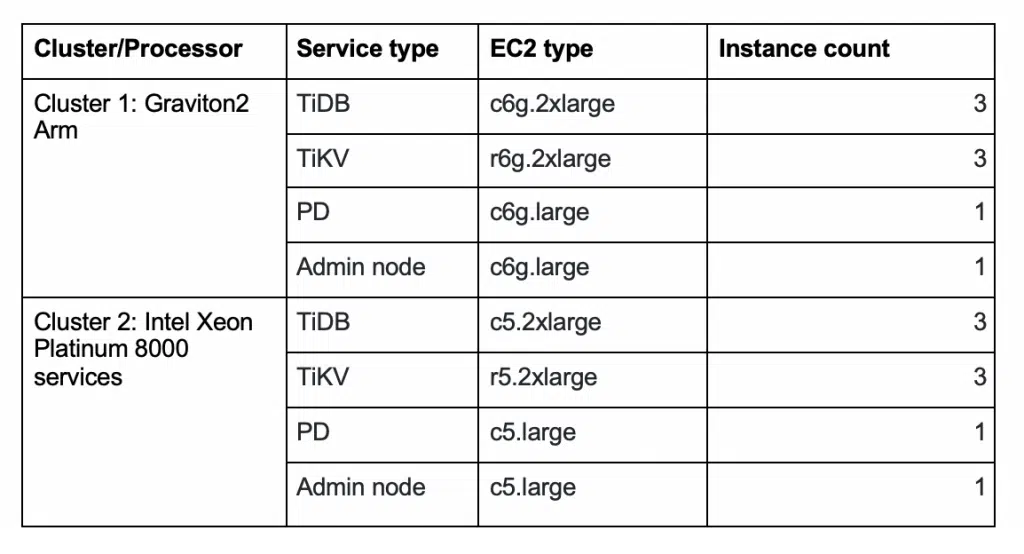 Cluster/Processor Service type EC2 type Instance count
Cluster 1: Graviton2 TiDB c6g.2xlarge 3
Arm
TiKV r6g.2xlarge 3
PD c6g.large 1
Admin node c6g.large 1
Cluster 2: Intel Xeon TiDB c5.2xlarge 3
Platinum 8000
services TiKV r5.2xlarge 3
PD c5.large 1
Admin node c5.large 1